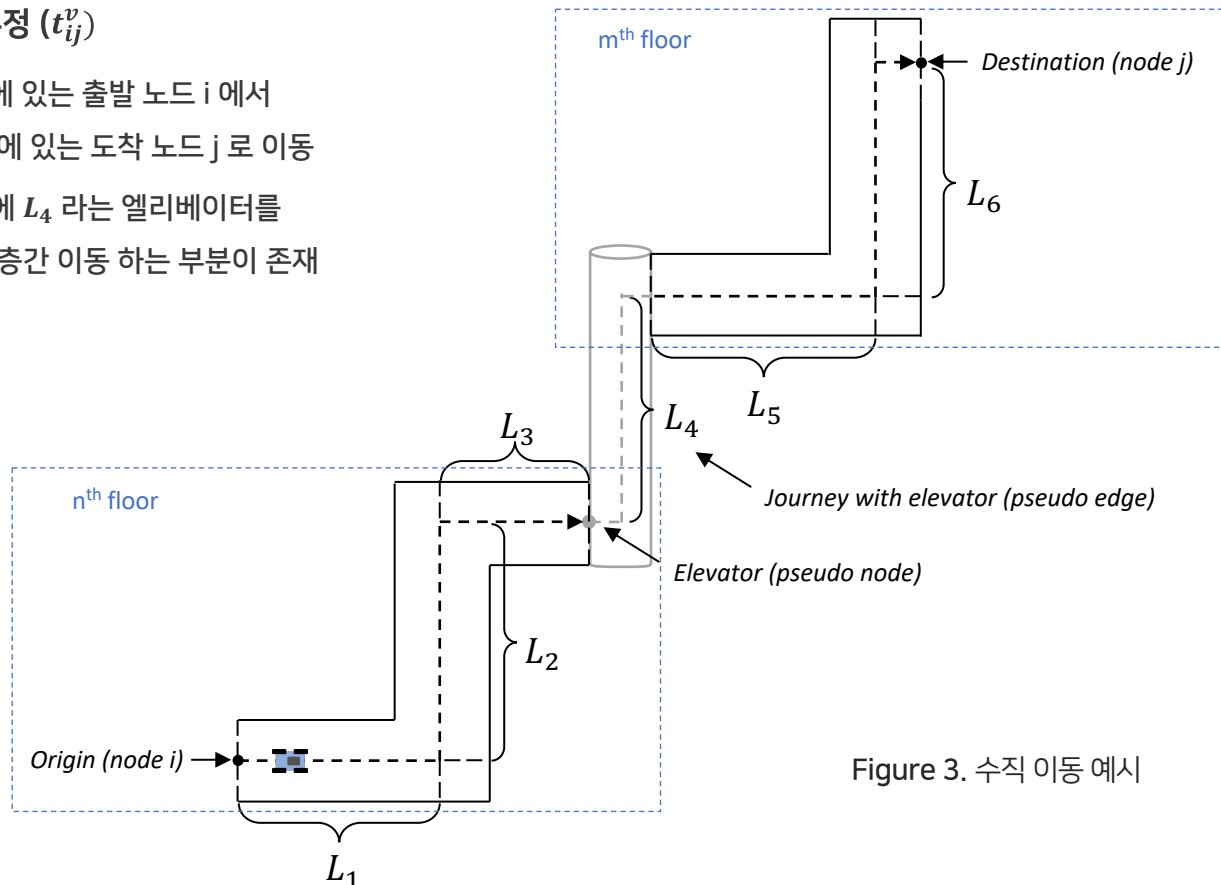 정 (t_{ij}^{v})
에 있는 출발 노드 i 에서
에 있는 도착 노드 j 로 이동
에 L₄ 라는 엘리베이터를
층간 이동 하는 부분이 존재
mᵗʰ floor
Destination (node j)
L₆
L₅
L₄
L₃
Journey with elevator (pseudo edge)
nᵗʰ floor
Elevator (pseudo node)
L₂
Origin (node i)
Figure 3. 수직 이동 예시
L₁